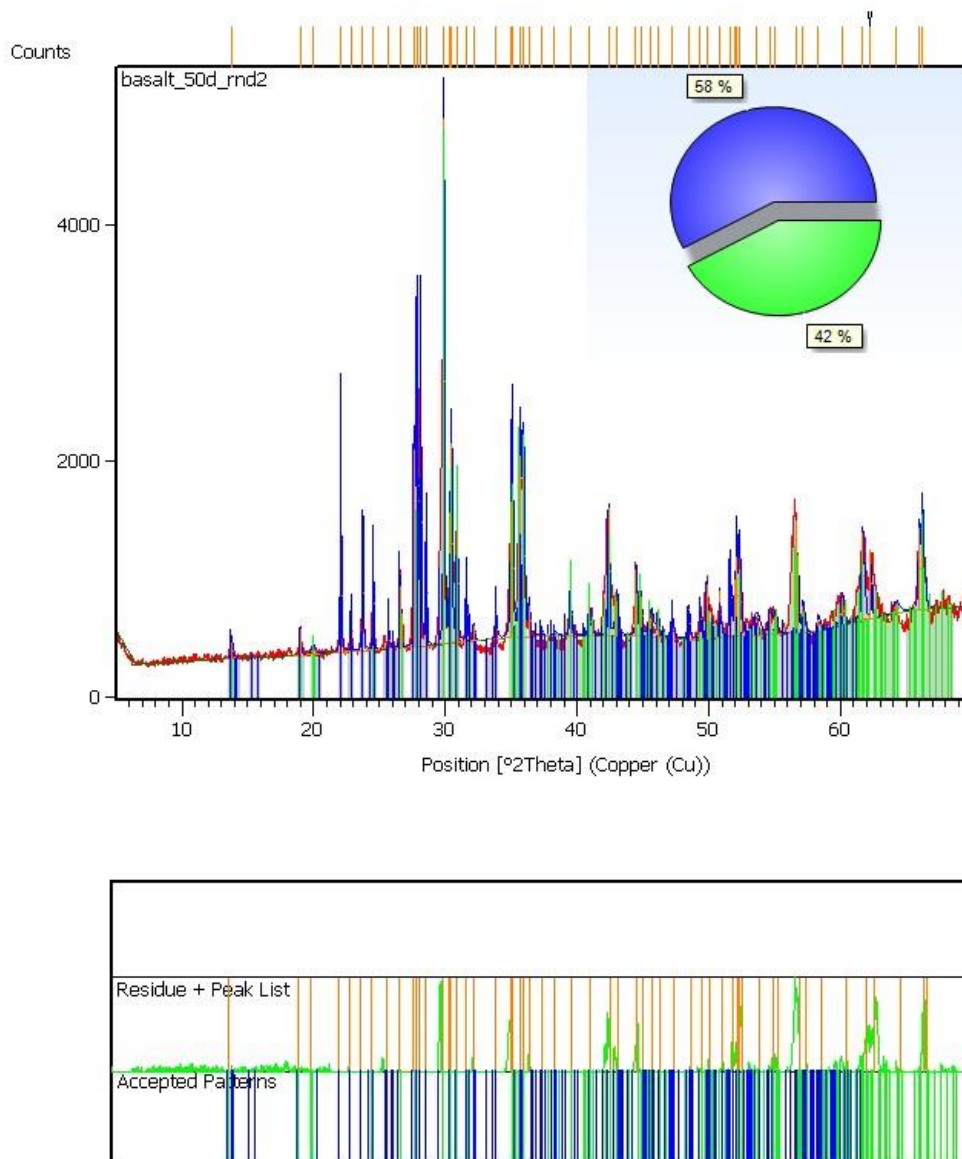 Counts
basalt_50d_rnd2
58 %
42 %
4000
2000
0
10 20 30 40 50 60
Position [°2Theta] (Copper (Cu))
Residue + Peak List
Accepted Patterns